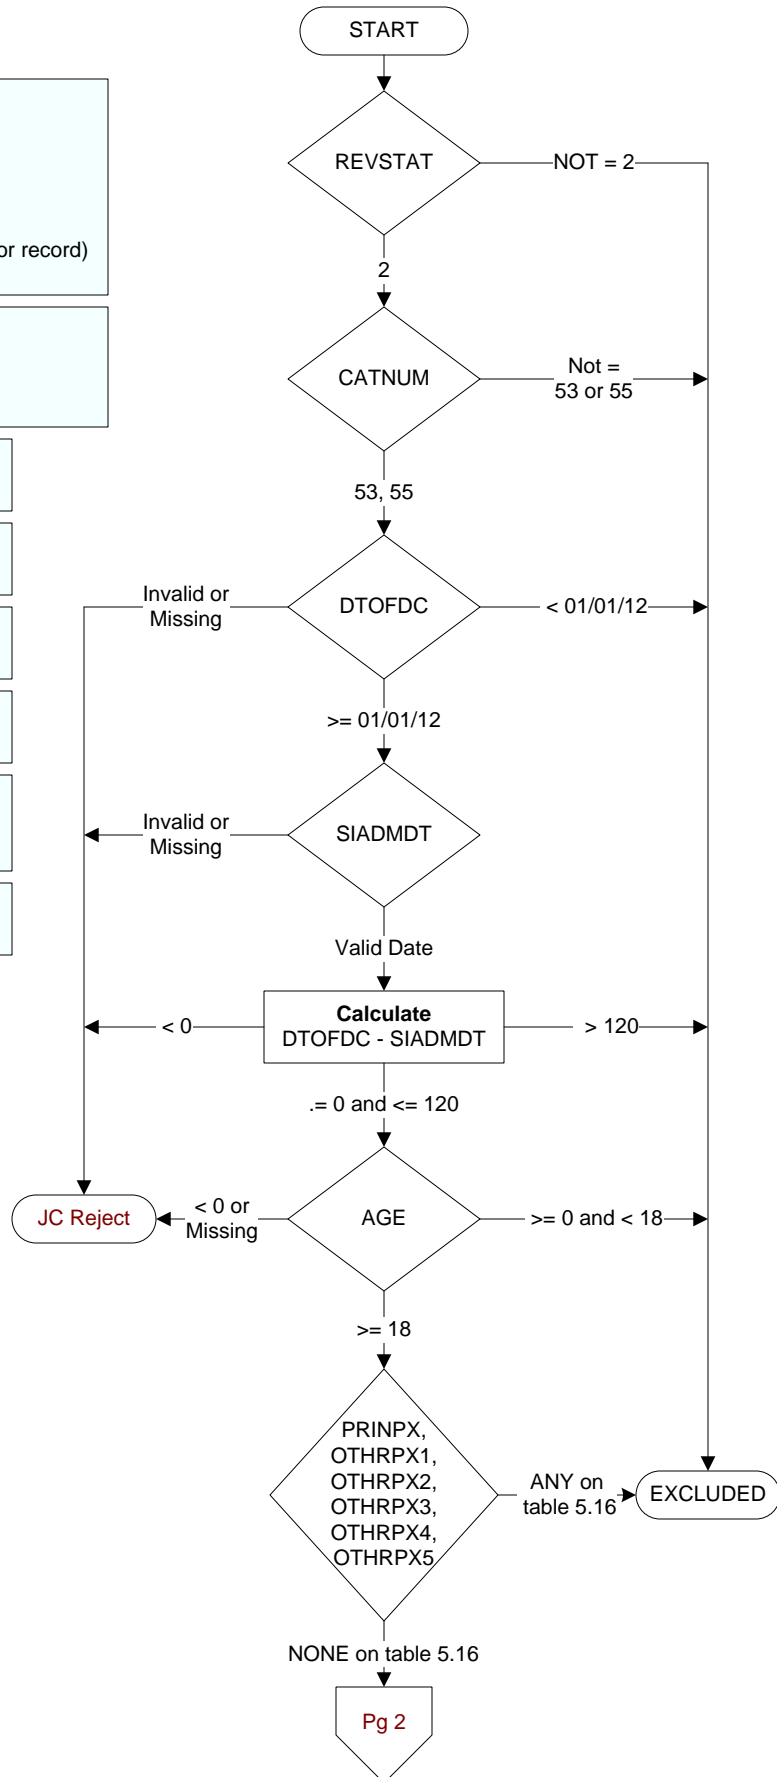 START
REVSTAT
NOT = 2
or record)
2
CATNUM
Not =
53 or 55
53, 55
Invalid or
Missing
DTOFDC
< 01/01/12
>= 01/01/12
Invalid or
Missing
SIADMDT
Valid Date
< 0
Calculate
DTOFDC - SIADMDT
> 120
.= 0 and <= 120
JC Reject
< 0 or
Missing
AGE
>= 0 and < 18
>= 18
PRINPX,
OTHRPX1,
OTHRPX2,
OTHRPX3,
OTHRPX4,
OTHRPX5
ANY on
table 5.16
EXCLUDED
NONE on table 5.16
Pg 2